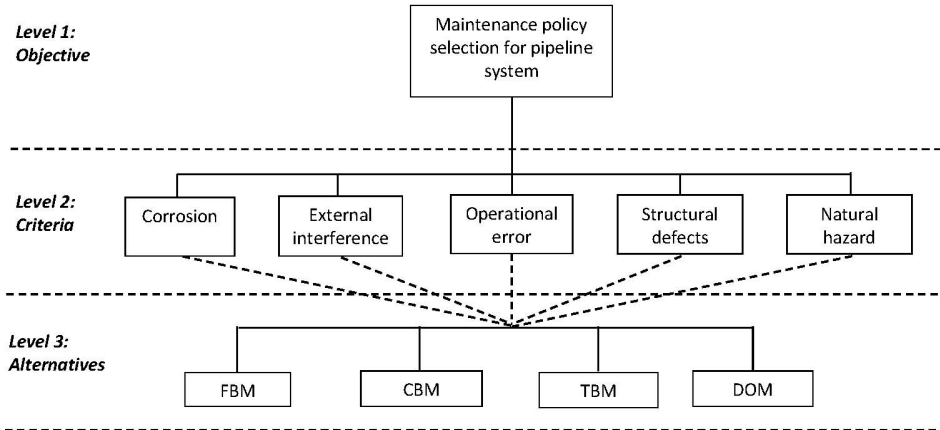 Level 1:
Objective
Maintenance policy
selection for pipeline
system
Level 2:
Criteria
Corrosion
External
interference
Operational
error
Structural
defects
Natural
hazard
Level 3:
Alternatives
FBM
CBM
TBM
DOM